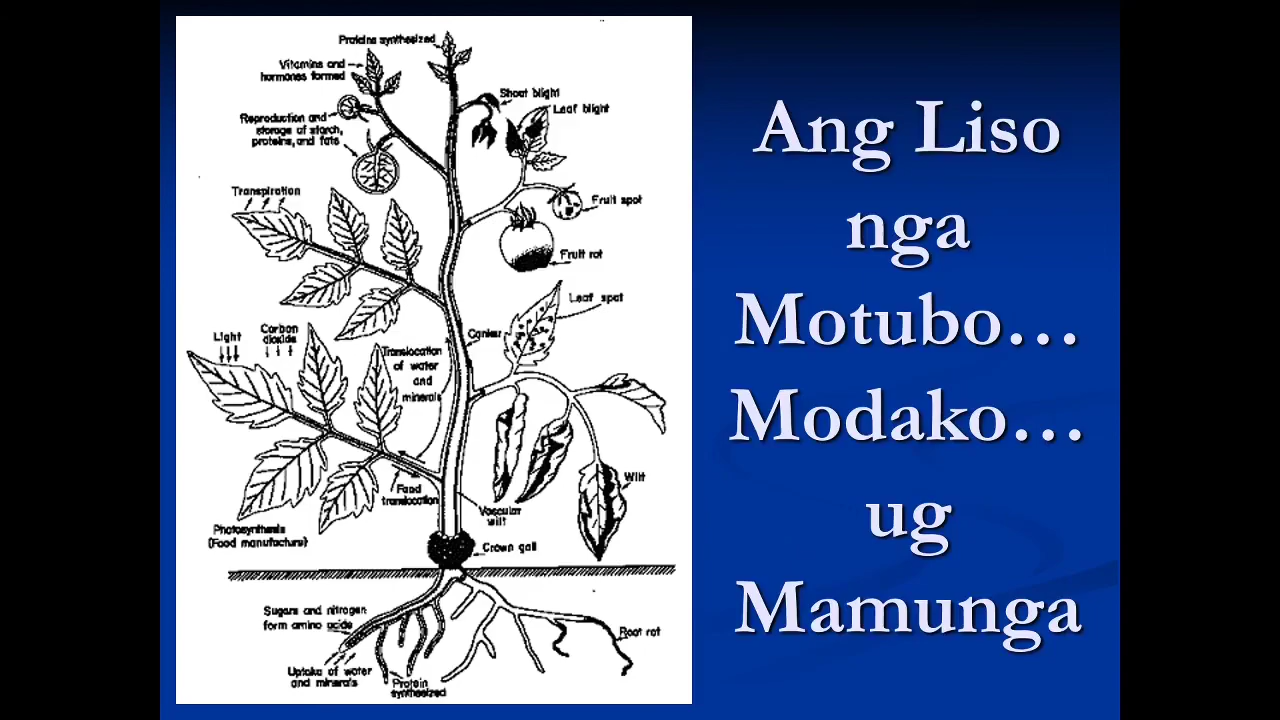 Proteins synthesized
Vitamins and
hormones formed
Shoot blight
Leaf blight
Reproduction and
storage of starch,
proteins, and fats
Transpiration
Fruit spot
Fruit rot
Leaf spot
Light
Carbon
dioxide
Canker
Translocation
of water
and
minerals
Food
translocation
Wilt
Vascular
wilt
Photosynthesis
(Food manufacture)
Crown gall
Sugars and nitrogen
form amino acids
Root rot
Uptake of water
and minerals
Protein
synthesized
Ang Liso
nga
Motubo…
Modako…
ug
Mamunga